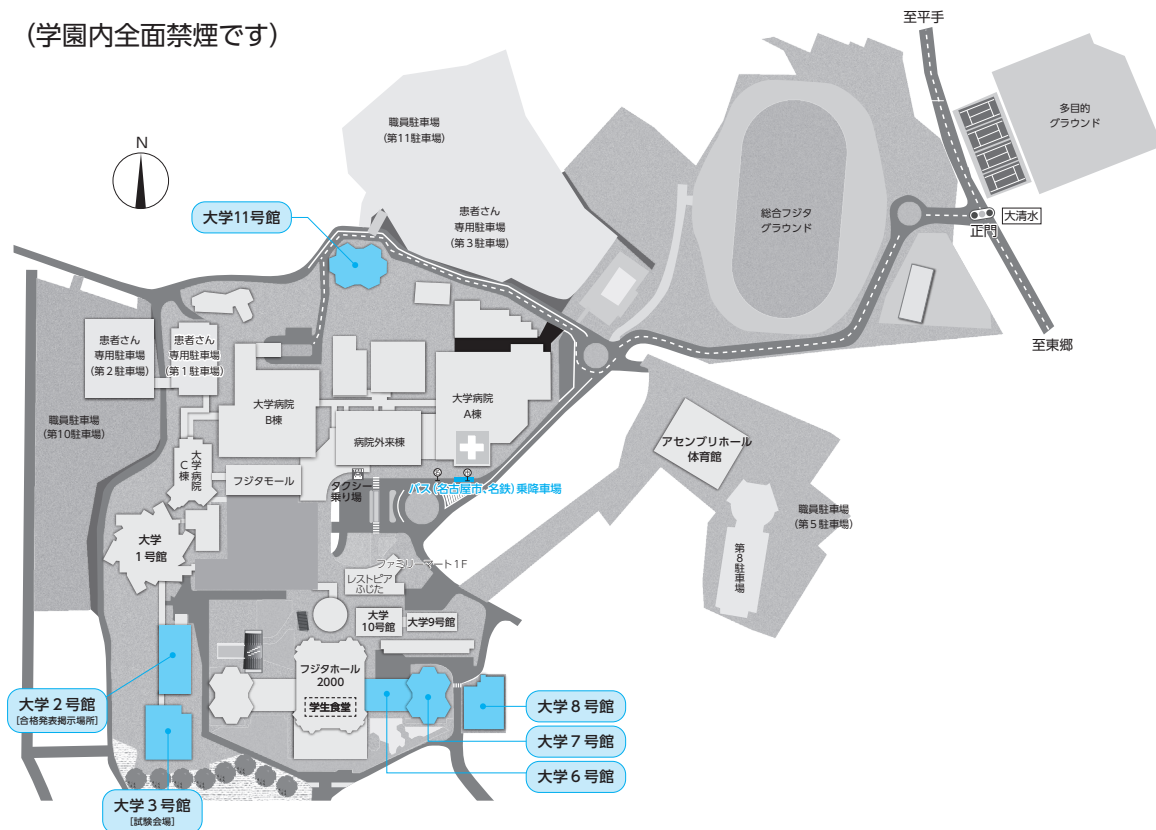 (学園内全面禁煙です)
至平手
多目的
グラウンド
職員駐車場
(第11駐車場)
N
大学11号館
患者さん
専用駐車場
(第3駐車場)
総合フジタ
グラウンド
大清水
正門
至東郷
患者さん
専用駐車場
(第2駐車場)
患者さん
専用駐車場
(第1駐車場)
大学病院
B棟
大学病院
A棟
職員駐車場
(第10駐車場)
病院外来棟
アセンブリホール
体育館
大学病院
C棟
フジタモール
タクシー
乗り場
バス(名古屋市、名鉄)乗降車場
職員駐車場
(第5駐車場)
大学
1号館
第8駐車場
ファミリーマート1F
レストピア
ふじた
大学
10号館
大学9号館
フジタホール
2000
学生食堂
大学2号館
[合格発表掲示場所]
大学8号館
大学7号館
大学6号館
大学3号館
[試験会場]